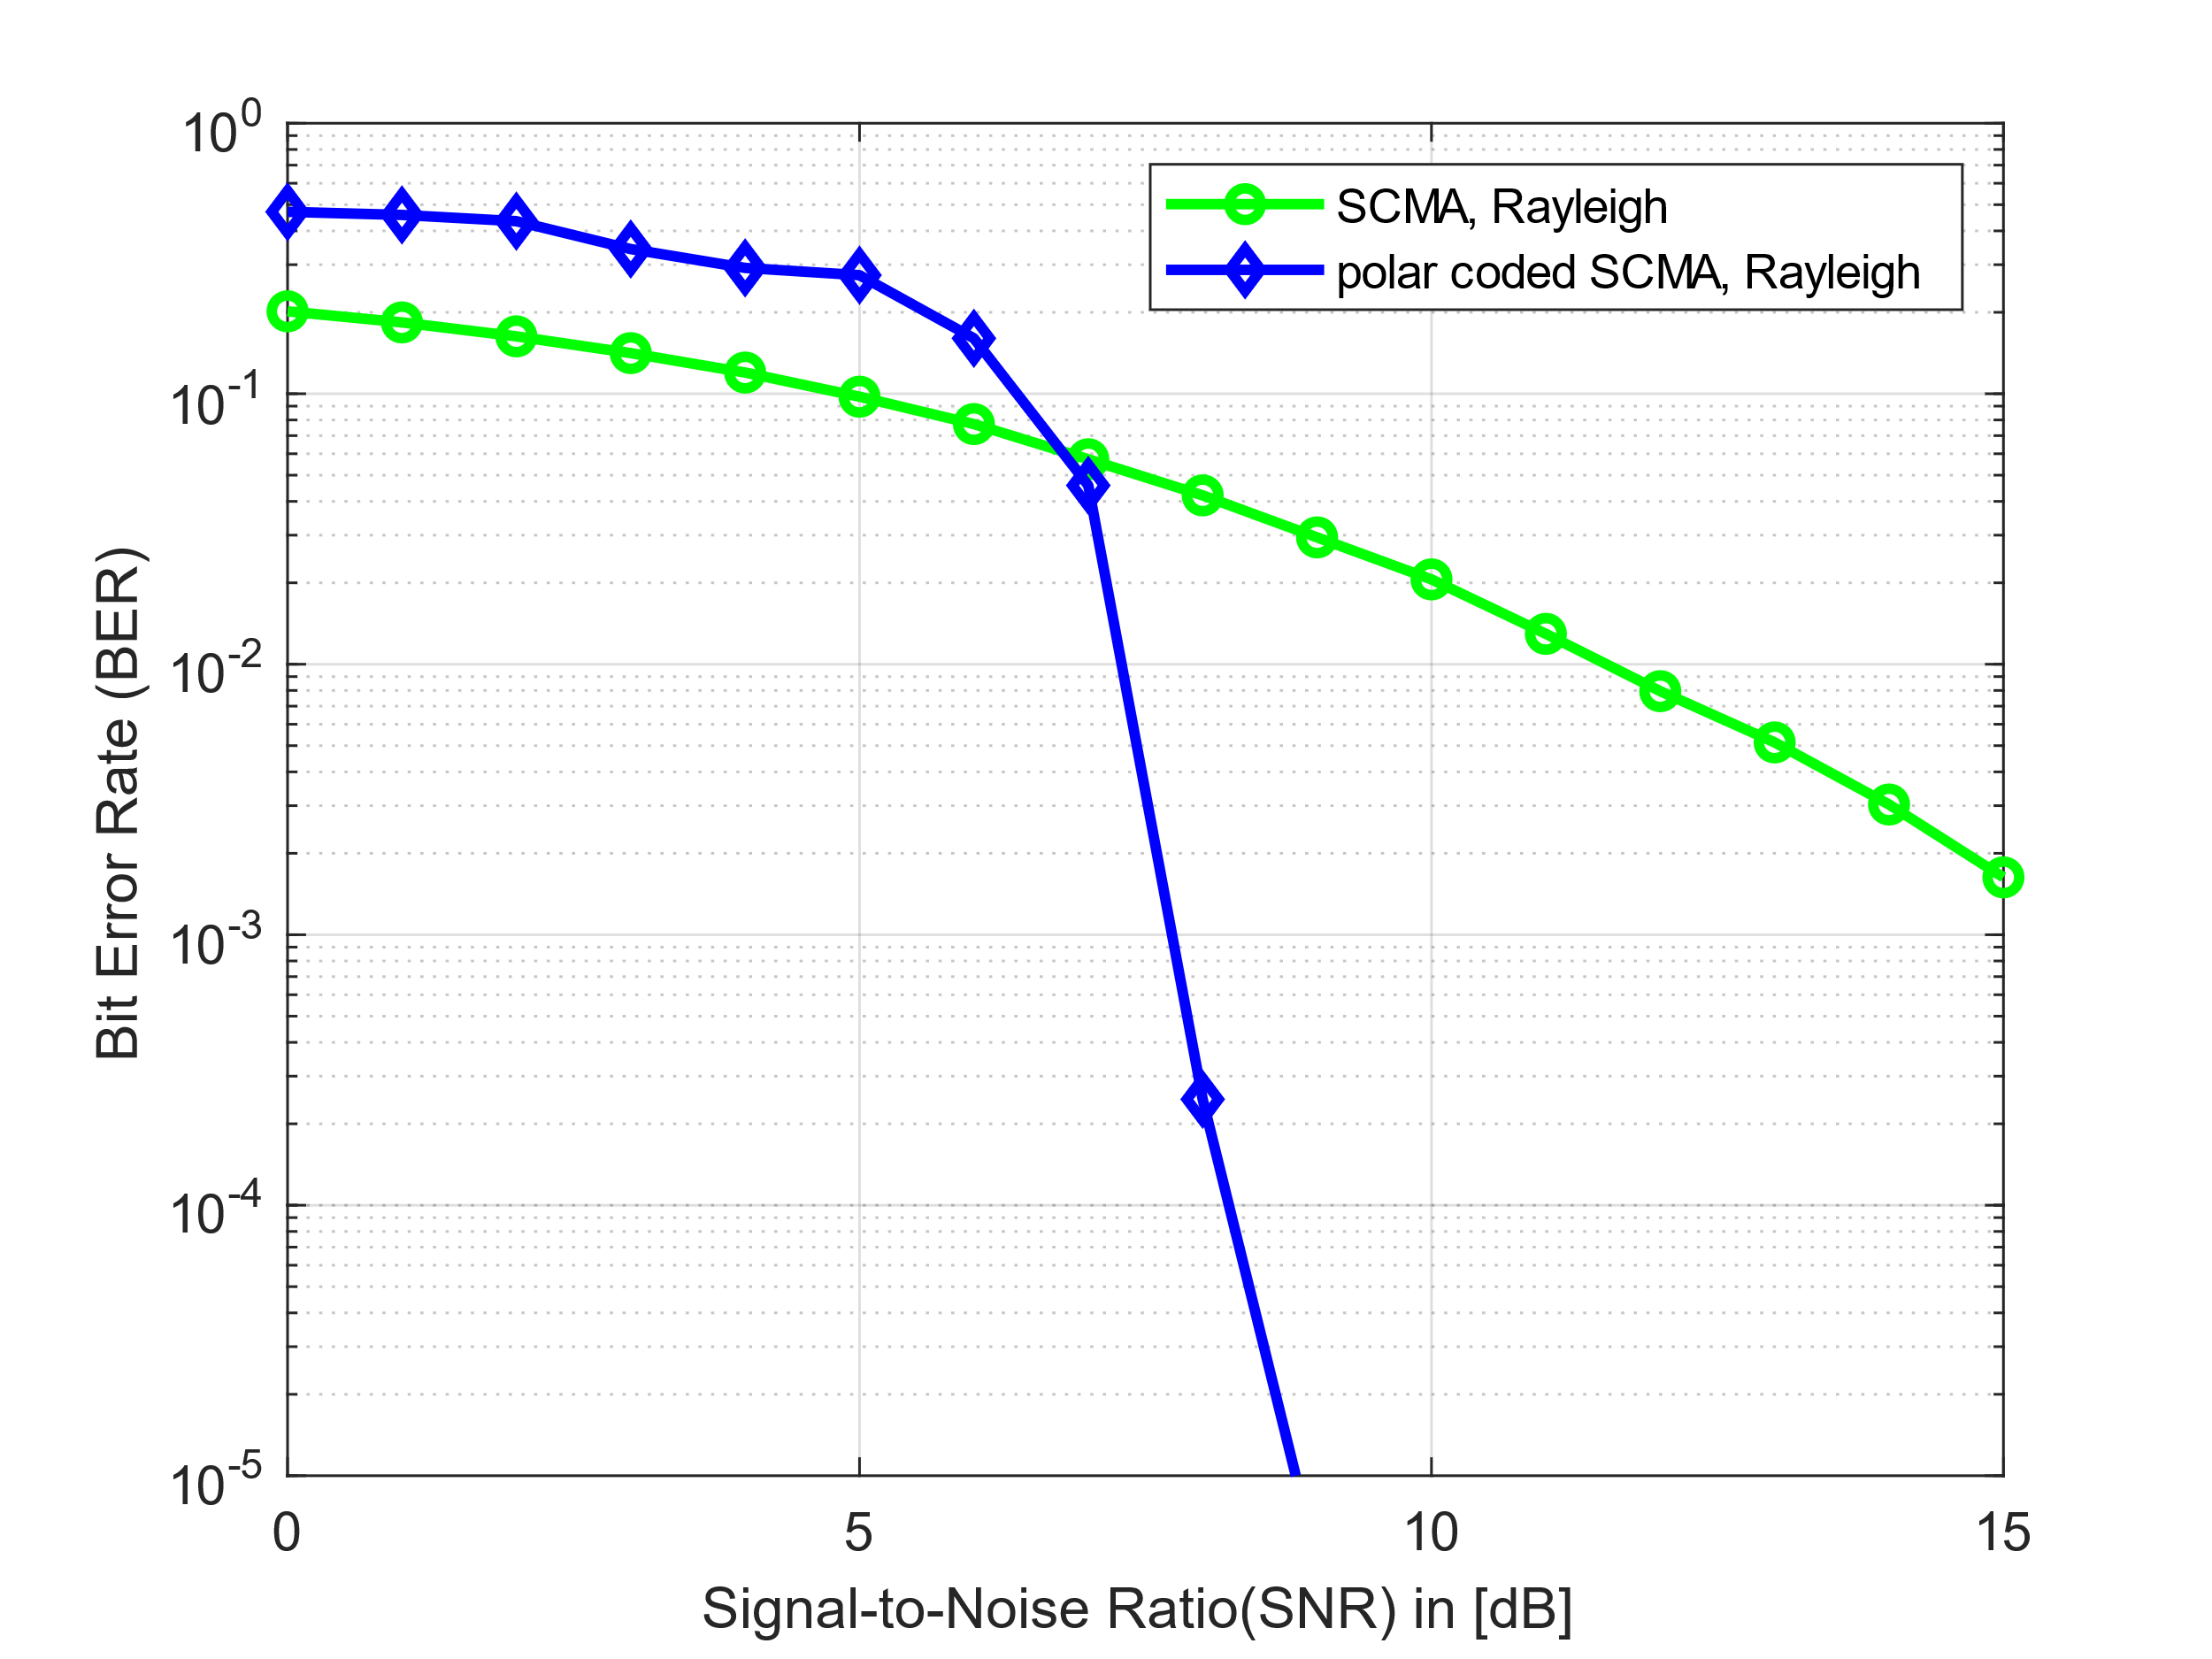 10^0
SCMA, Rayleigh
polar coded SCMA, Rayleigh
10^-1
10^-2
10^-3
10^-4
10^-5
Bit Error Rate (BER)
0 5 10 15
Signal-to-Noise Ratio(SNR) in [dB]